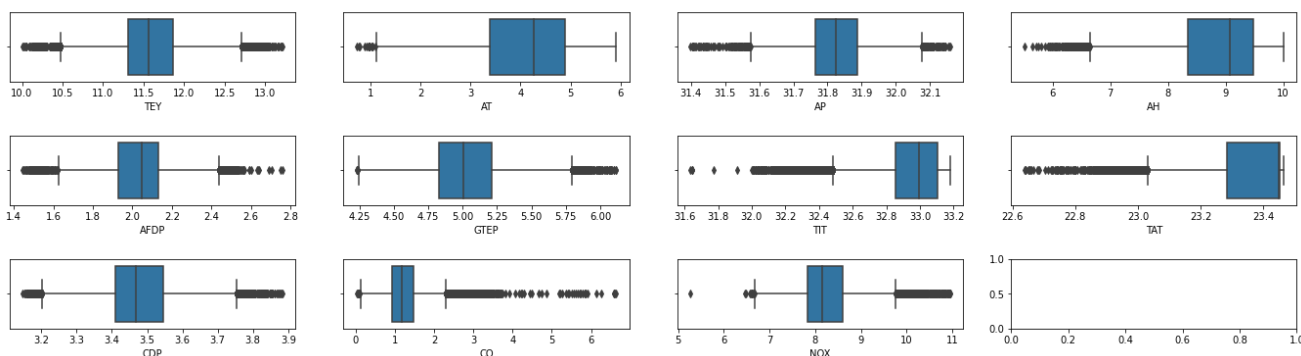 10.0 10.5 11.0 11.5 12.0 12.5 13.0
TEY
1 2 3 4 5 6
AT
31.4 31.5 31.6 31.7 31.8 31.9 32.0 32.1
AP
6 7 8 9 10
AH
1.4 1.6 1.8 2.0 2.2 2.4 2.6 2.8
AFDP
4.25 4.50 4.75 5.00 5.25 5.50 5.75 6.00
GTEP
31.6 31.8 32.0 32.2 32.4 32.6 32.8 33.0 33.2
TIT
22.6 22.8 23.0 23.2 23.4
TAT
3.2 3.3 3.4 3.5 3.6 3.7 3.8 3.9
CDP
0 1 2 3 4 5 6
CO
5 6 7 8 9 10 11
NOX
1.0
0.5
0.0
0.0 0.2 0.4 0.6 0.8 1.0